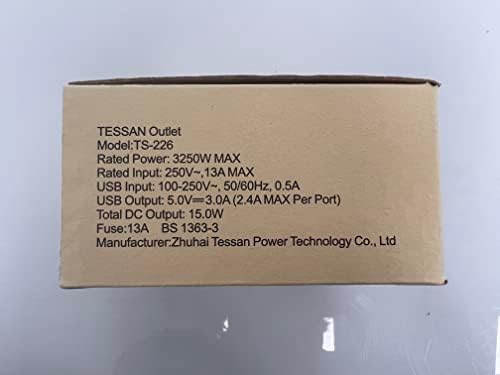 TESSAN Outlet
Model:TS-226
Rated Power: 3250W MAX
Rated Input: 250V~,13A MAX
USB Input: 100-250V~, 50/60Hz, 0.5A
USB Output: 5.0V⎓3.0A (2.4A MAX Per Port)
Total DC Output: 15.0W
Fuse:13A BS 1363-3
Manufacturer:Zhuhai Tessan Power Technology Co., Ltd